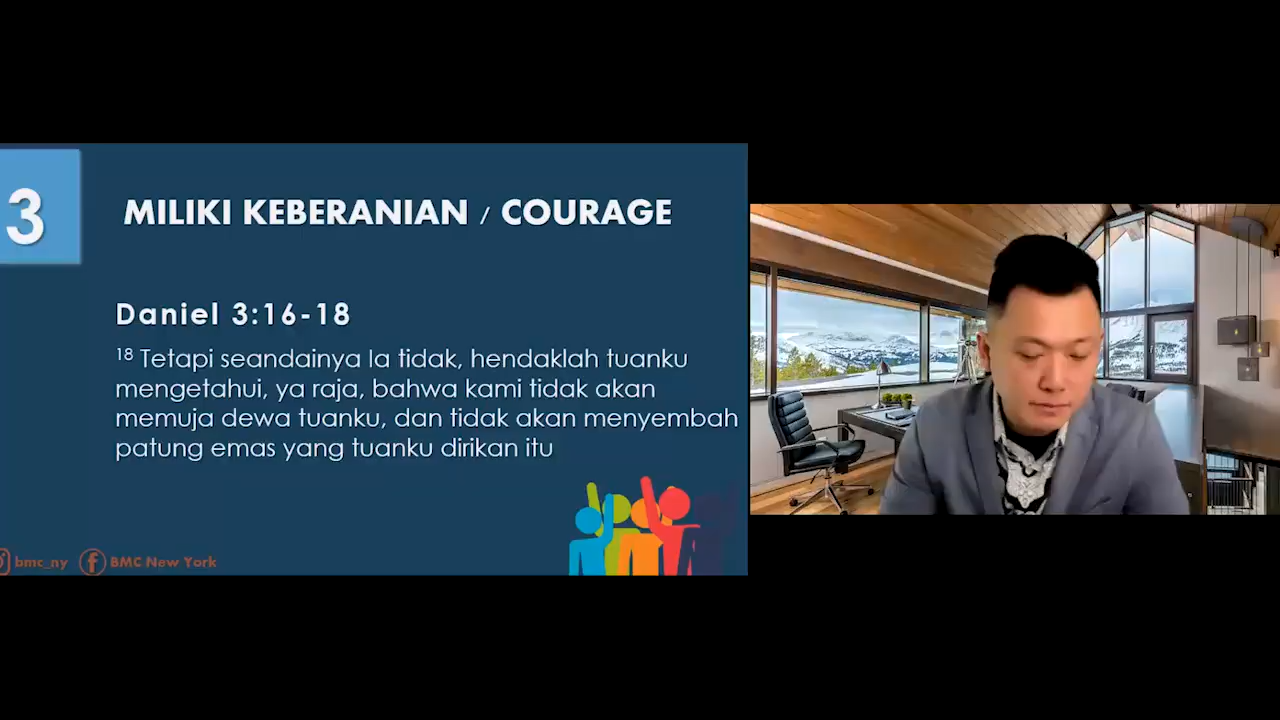 3
MILIKI KEBERANIAN / COURAGE
Daniel 3:16-18
18 Tetapi seandainya Ia tidak, hendaklah tuanku
mengetahui, ya raja, bahwa kami tidak akan
memuja dewa tuanku, dan tidak akan menyembah
patung emas yang tuanku dirikan itu
bmc_ny BMC New York